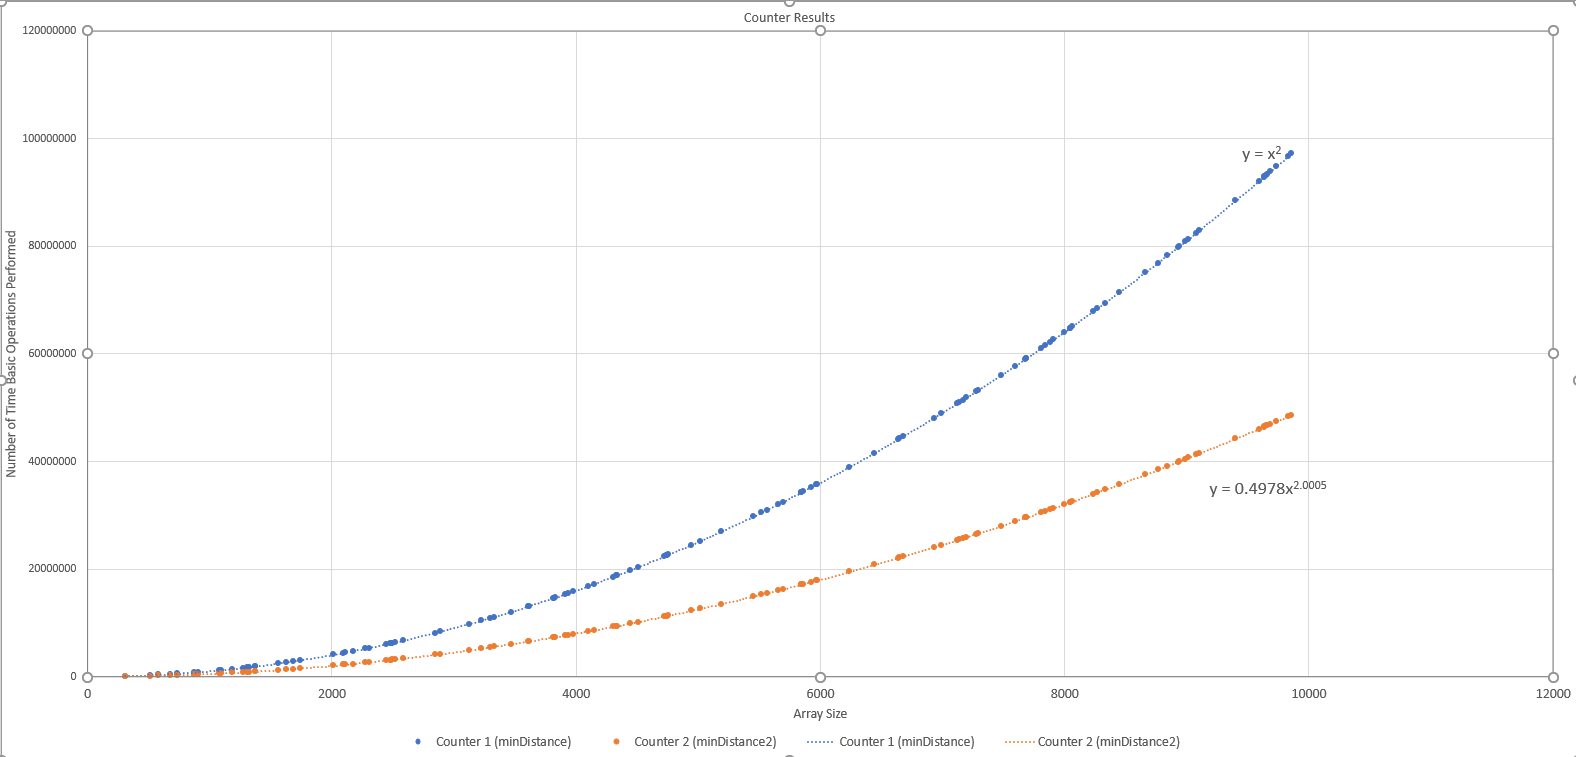 Counter Results
120000000
100000000
80000000
60000000
40000000
20000000
0
Number of Time Basic Operations Performed
y = x²
y = 0.4978x²·⁰⁰⁰⁵
0 2000 4000 6000 8000 10000 12000
Array Size
Counter 1 (minDistance) Counter 2 (minDistance2) Counter 1 (minDistance) Counter 2 (minDistance2)